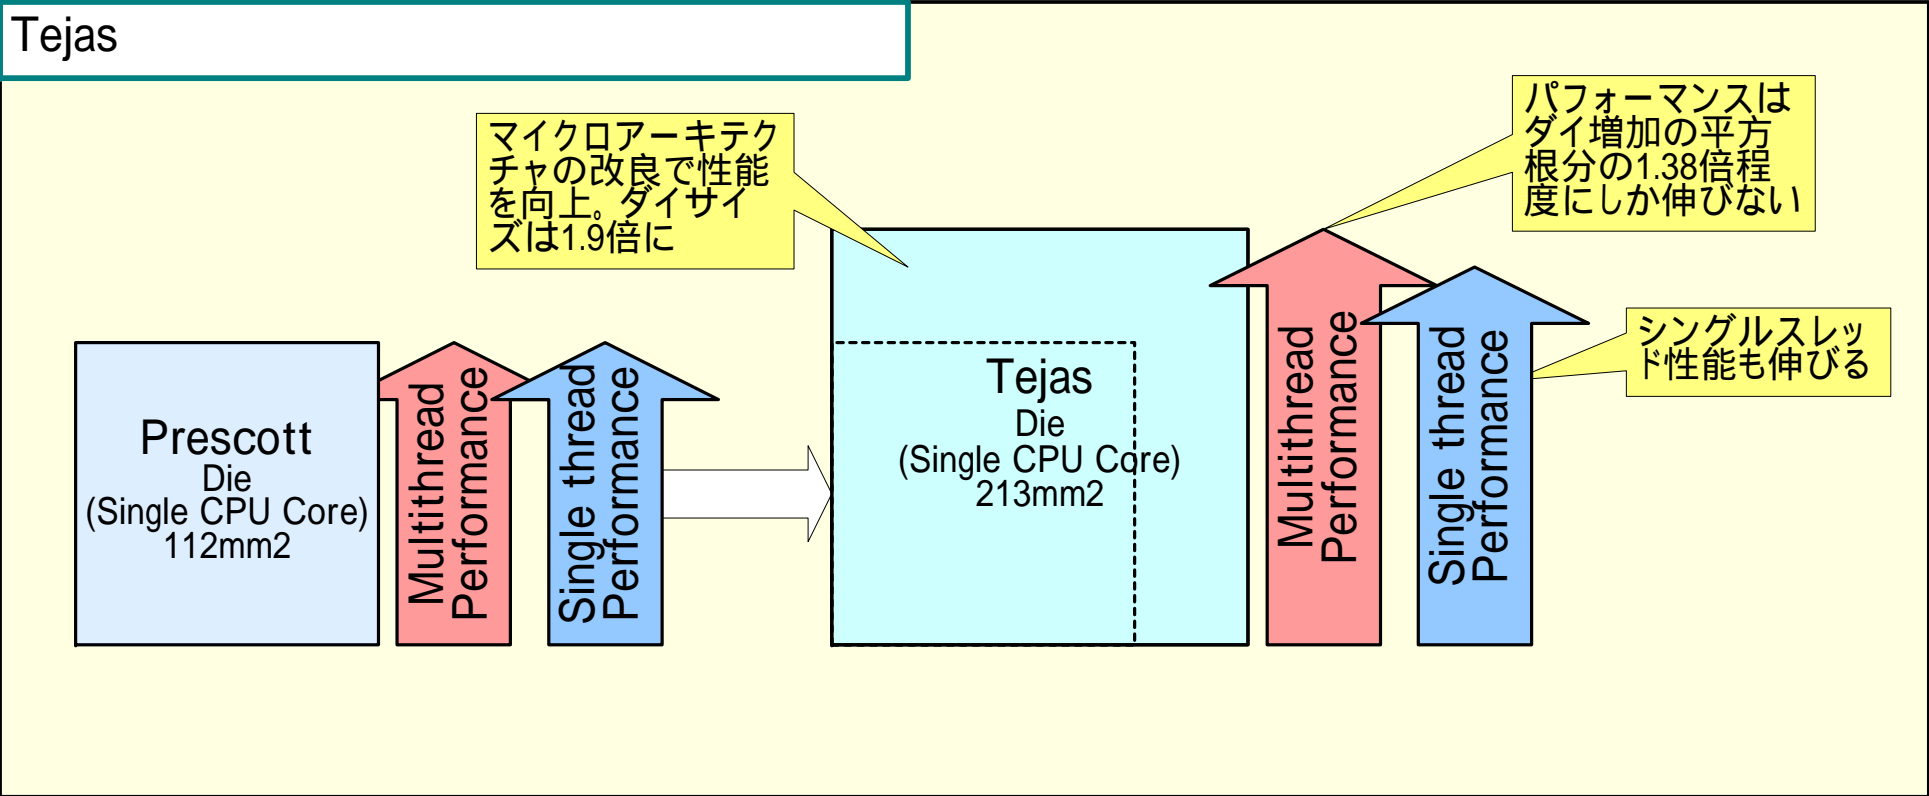 Tejas
マイクロアーキテク
チャの改良で性能
を向上。ダイサイ
ズは1.9倍に
パフォーマンスは
ダイ増加の平方
根分の1.38倍程
度にしか伸びない
シングルスレッ
ド性能も伸びる
Prescott
Die
(Single CPU Core)
112mm2
Multithread
Performance
Single thread
Performance
Tejas
Die
(Single CPU Core)
213mm2
Multithread
Performance
Single thread
Performance